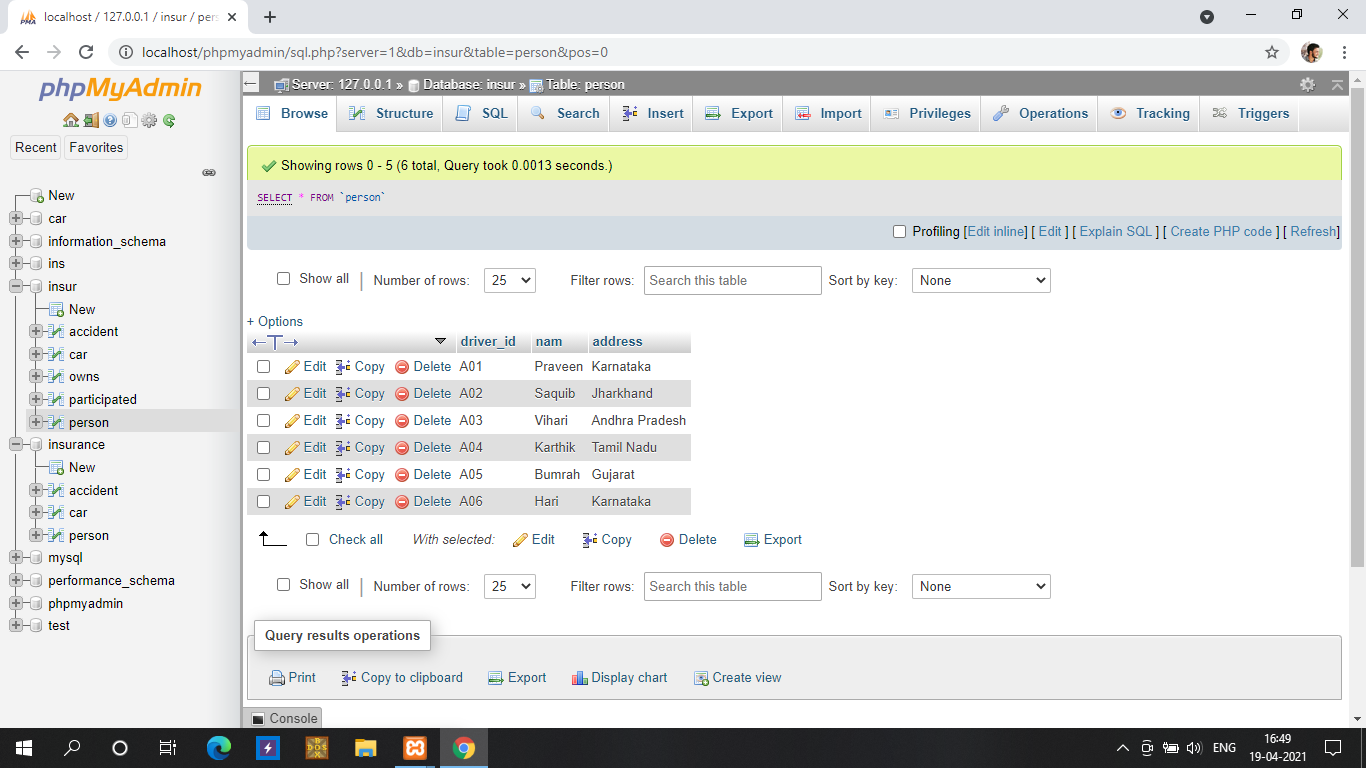 localhost / 127.0.0.1 / insur / pers
localhost/phpmyadmin/sql.php?server=1&db=insur&table=person&pos=0
phpMyAdmin
Recent Favorites
New
car
information_schema
ins
insur
New
accident
car
owns
participated
person
insurance
New
accident
car
person
mysql
performance_schema
phpmyadmin
test
Server: 127.0.0.1 » Database: insur » Table: person
Browse Structure SQL Search Insert Export Import Privileges Operations Tracking Triggers
Showing rows 0 - 5 (6 total, Query took 0.0013 seconds.)
SELECT * FROM `person`
Profiling [Edit inline] [ Edit ] [ Explain SQL ] [ Create PHP code ] [ Refresh]
Show all | Number of rows: 25 Filter rows: Search this table Sort by key: None
+ Options
←T→ driver_id nam address
Edit Copy Delete A01 Praveen Karnataka
Edit Copy Delete A02 Saquib Jharkhand
Edit Copy Delete A03 Vihari Andhra Pradesh
Edit Copy Delete A04 Karthik Tamil Nadu
Edit Copy Delete A05 Bumrah Gujarat
Edit Copy Delete A06 Hari Karnataka
Check all With selected: Edit Copy Delete Export
Show all | Number of rows: 25 Filter rows: Search this table Sort by key: None
Query results operations
Print Copy to clipboard Export Display chart Create view
Console
ENG
16:49
19-04-2021